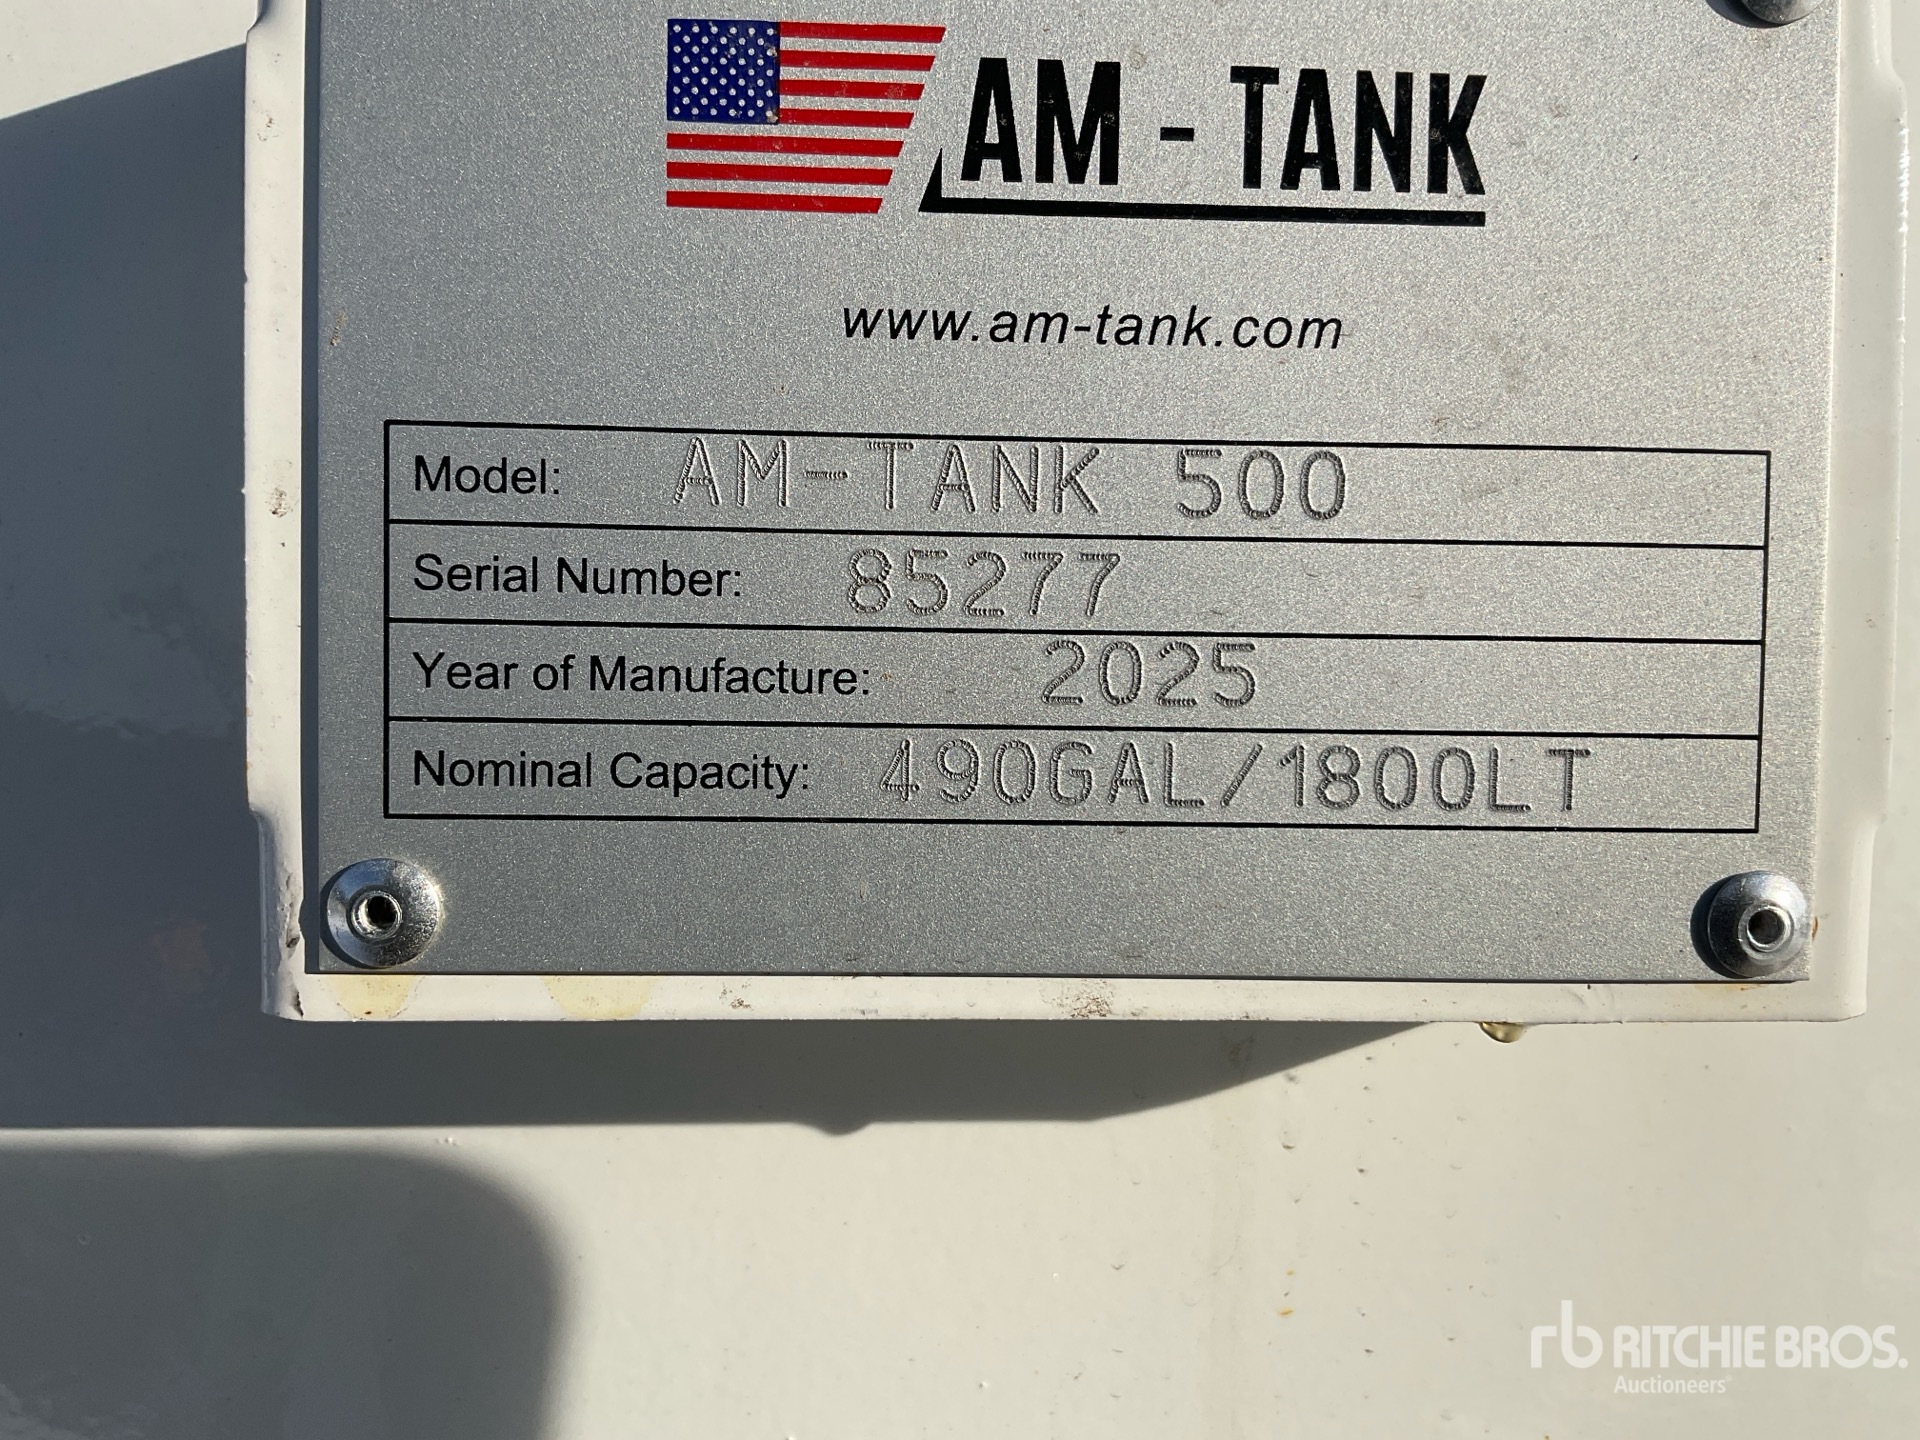 AM - TANK
www.am-tank.com
Model: AM-TANK 500
Serial Number: 85277
Year of Manufacture: 2025
Nominal Capacity: 490GAL/1800LT
rb RITCHIE BROS.
Auctioneers